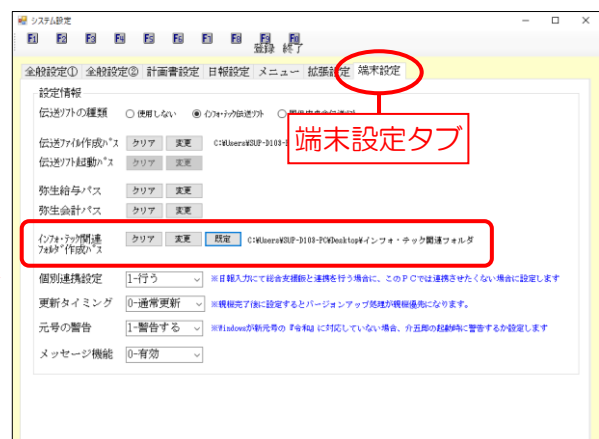 システム設定
F1 F2 F3 F4 F5 F6 F7 F8 F9 F10
登録 終了
全般設定① 全般設定② 計画書設定 日報設定 メニュー 拡張設定 端末設定
設定情報
伝送ソフトの種類 使用しない インフォ・テック伝送ソフト
端末設定タブ
伝送ファイル作成パス クリア 変更
伝送ソフト起動パス クリア 変更
弥生給与パス クリア 変更
弥生会計パス クリア 変更
インフォ・テック関連
フォルダ作成パス クリア 変更 既定 C:¥Users¥SUP-D108-PC¥Desktop¥インフォ・テック関連フォルダ
個別連携設定 1-行う ※日報入力にて総合支援飯と連携を行う場合に、このPCでは連携させたくない場合に設定します
更新タイミング 0-通常更新 ※親機完了後に設定するとバージョンアップ処理が親機優先になります。
元号の警告 1-警告する ※Windowsが新元号の『令和』に対応していない場合、介五郎の起動時に警告するか設定します
メッセージ機能 0-有効